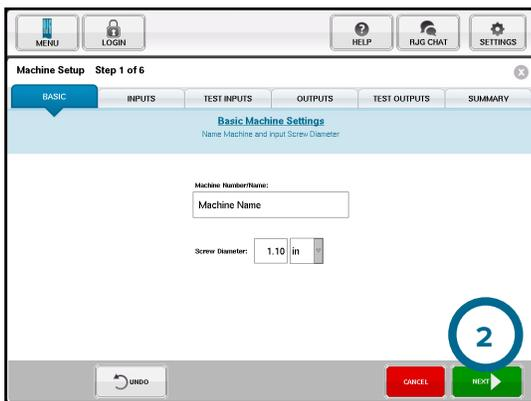 MENU LOGIN HELP RJG CHAT SETTINGS
Machine Setup Step 1 of 6
BASIC INPUTS TEST INPUTS OUTPUTS TEST OUTPUTS SUMMARY
Basic Machine Settings
Name Machine and input Screw Diameter
Machine Number/Name:
Machine Name
Screw Diameter: 1.10 in
2
UNDO CANCEL NEXT